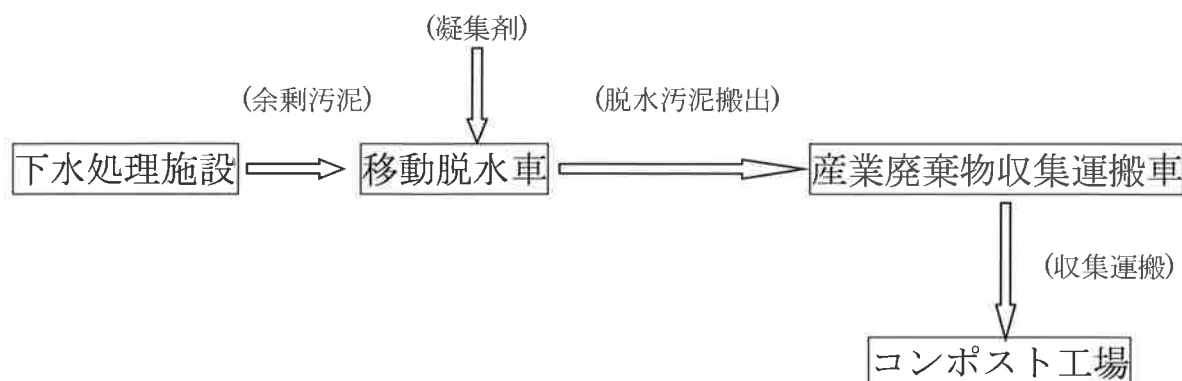 (凝集剤)
(余剰汚泥)
(脱水汚泥搬出)
下水処理施設
移動脱水車
産業廃棄物収集運搬車
(収集運搬)
コンポスト工場